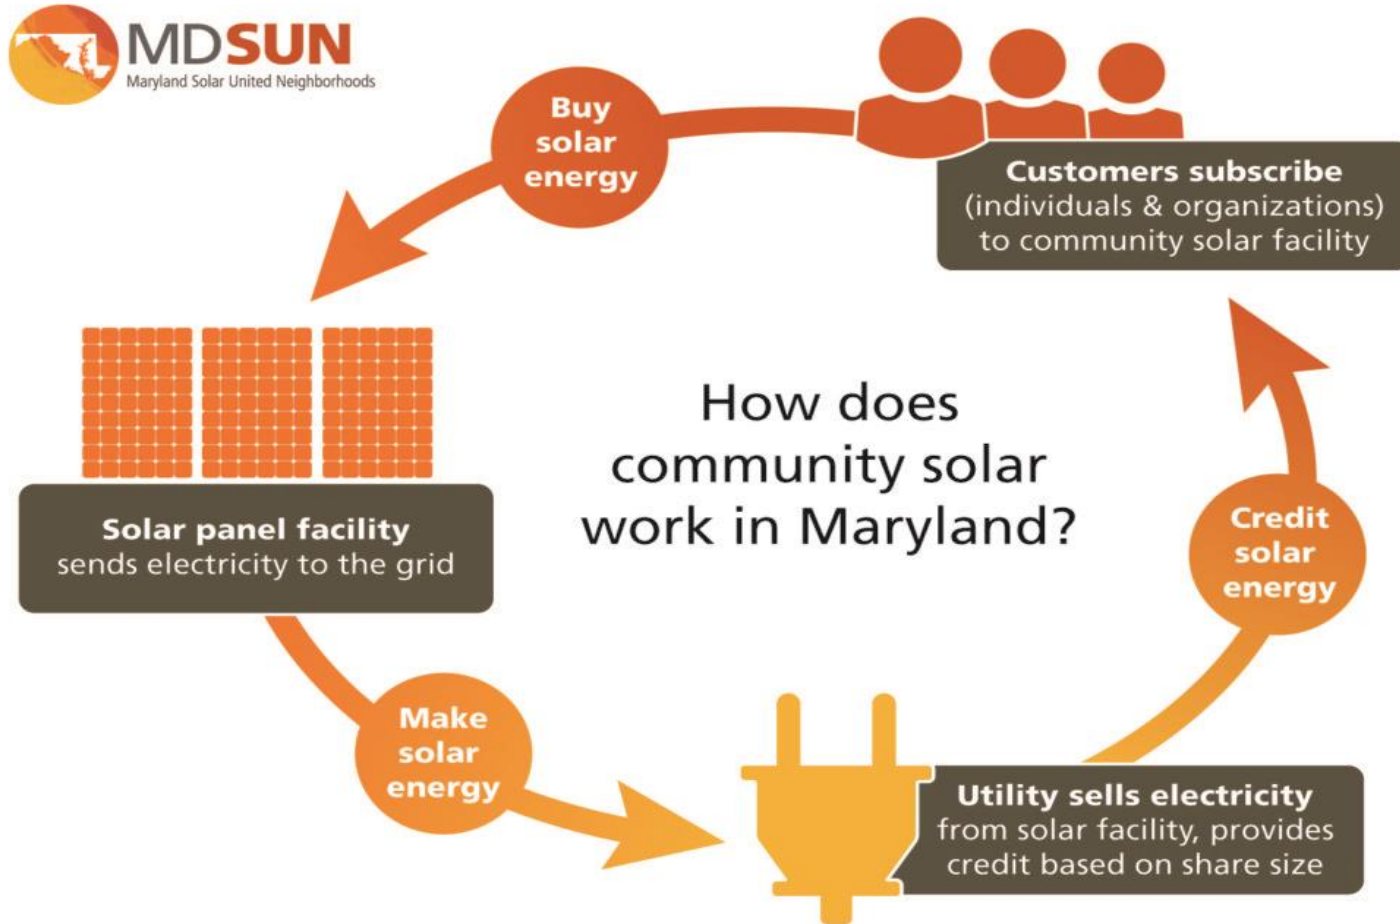 MDSUN
Maryland Solar United Neighborhoods
Buy
solar
energy
Customers subscribe
(individuals & organizations)
to community solar facility
How does
community solar
work in Maryland?
Solar panel facility
sends electricity to the grid
Credit
solar
energy
Make
solar
energy
Utility sells electricity
from solar facility, provides
credit based on share size